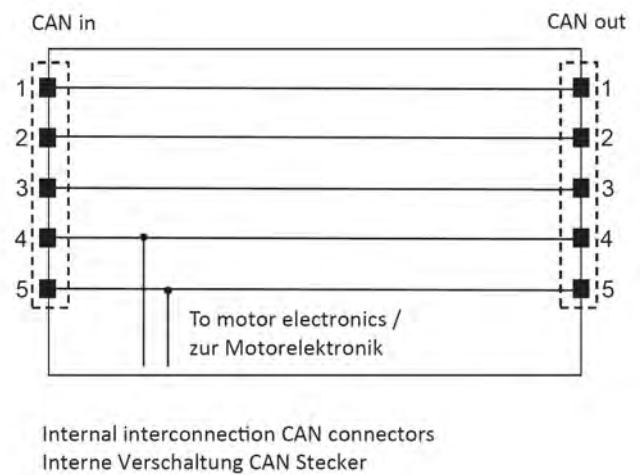 CAN in
CAN out
1
1
2
2
3
3
4
4
5
5
To motor electronics /
zur Motorelektronik
Internal interconnection CAN connectors
Interne Verschaltung CAN Stecker